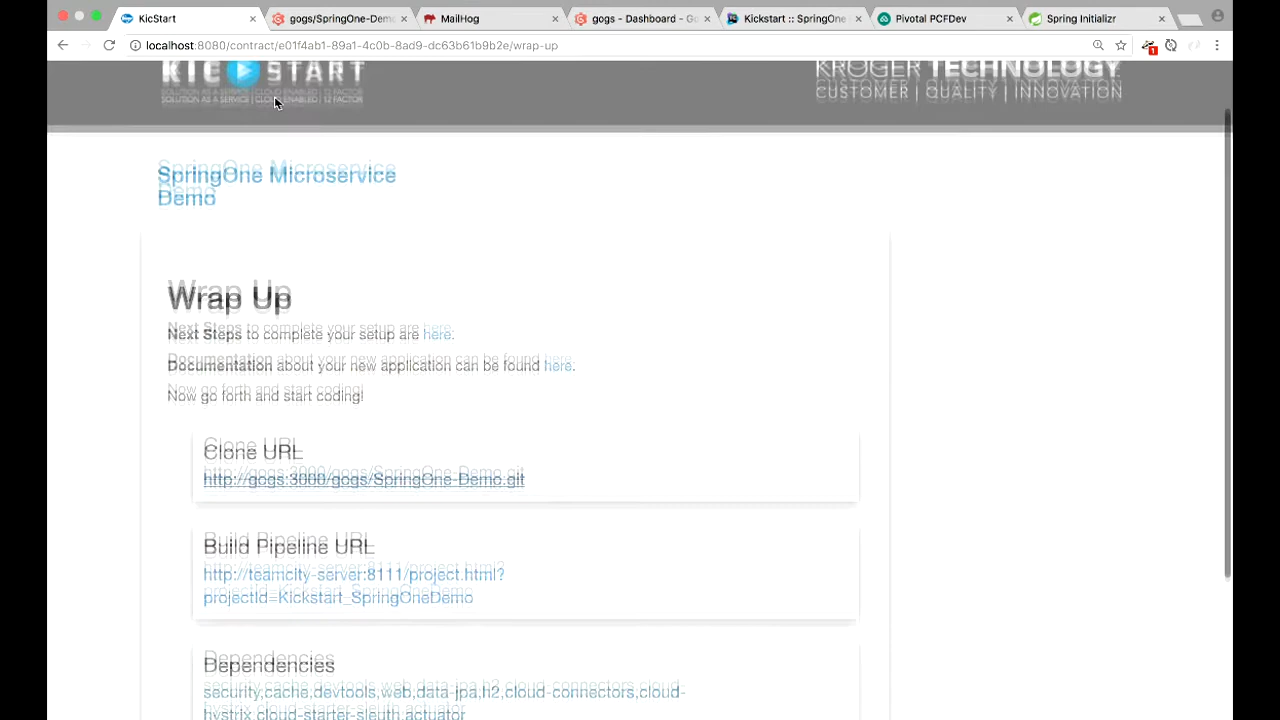 KicStart
gogs/SpringOne-Demo
MailHog
gogs - Dashboard - Go
Kickstart :: SpringOne
Pivotal PCFDev
Spring Initializr
localhost:8080/contract/e01f4ab1-89a1-4c0b-8ad9-dc63b61b9b2e/wrap-up
1
KIC START
SOLUTION AS A SERVICE | CLOUD ENABLED | 12 FACTOR
KROGER TECHNOLOGY
CUSTOMER | QUALITY | INNOVATION
SpringOne Microservice
Demo
Wrap Up
Next Steps to complete your setup are here.
Documentation about your new application can be found here.
Now go forth and start coding!
Clone URL
http://gogs:3000/gogs/SpringOne-Demo.git
Build Pipeline URL
http://teamcity-server:8111/project.html?
projectId=Kickstart_SpringOneDemo
Dependencies
security,cache,devtools,web,data-jpa,h2,cloud-connectors,cloud-
hystrix,cloud-starter-sleuth,actuator